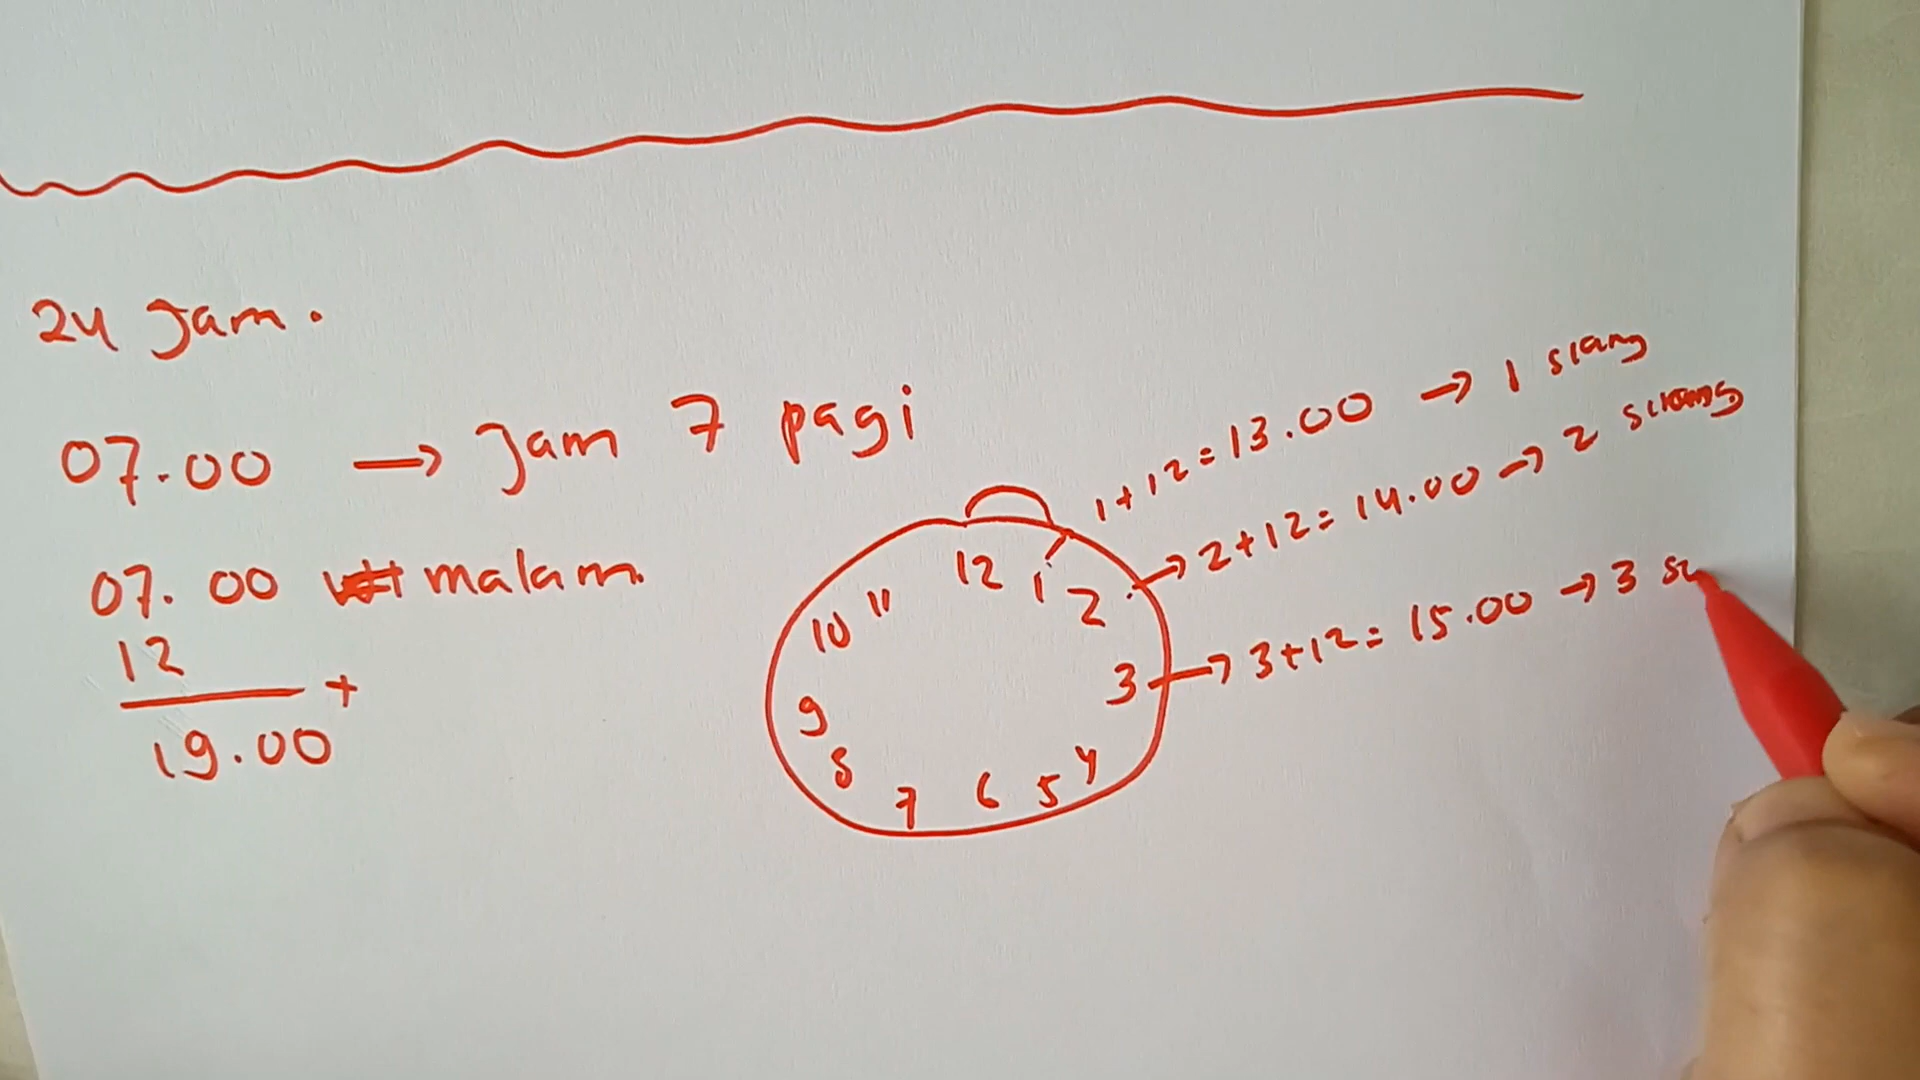 24 Jam.
07.00 → Jam 7 pagi
07.00 malam.
12
+
19.00
1+12=13.00 → 1 siang
→ 2+12= 14.00 → 2 siang
→ 3+12= 15.00 → 3 si
12
1
2
3
4
5
6
7
8
9
10
11